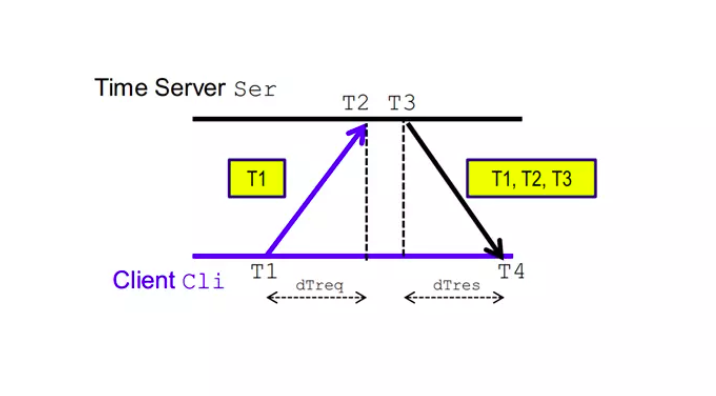 Time Server Ser
T2 T3
T1
T1, T2, T3
T1
T4
Client Cli
dTreq
dTres